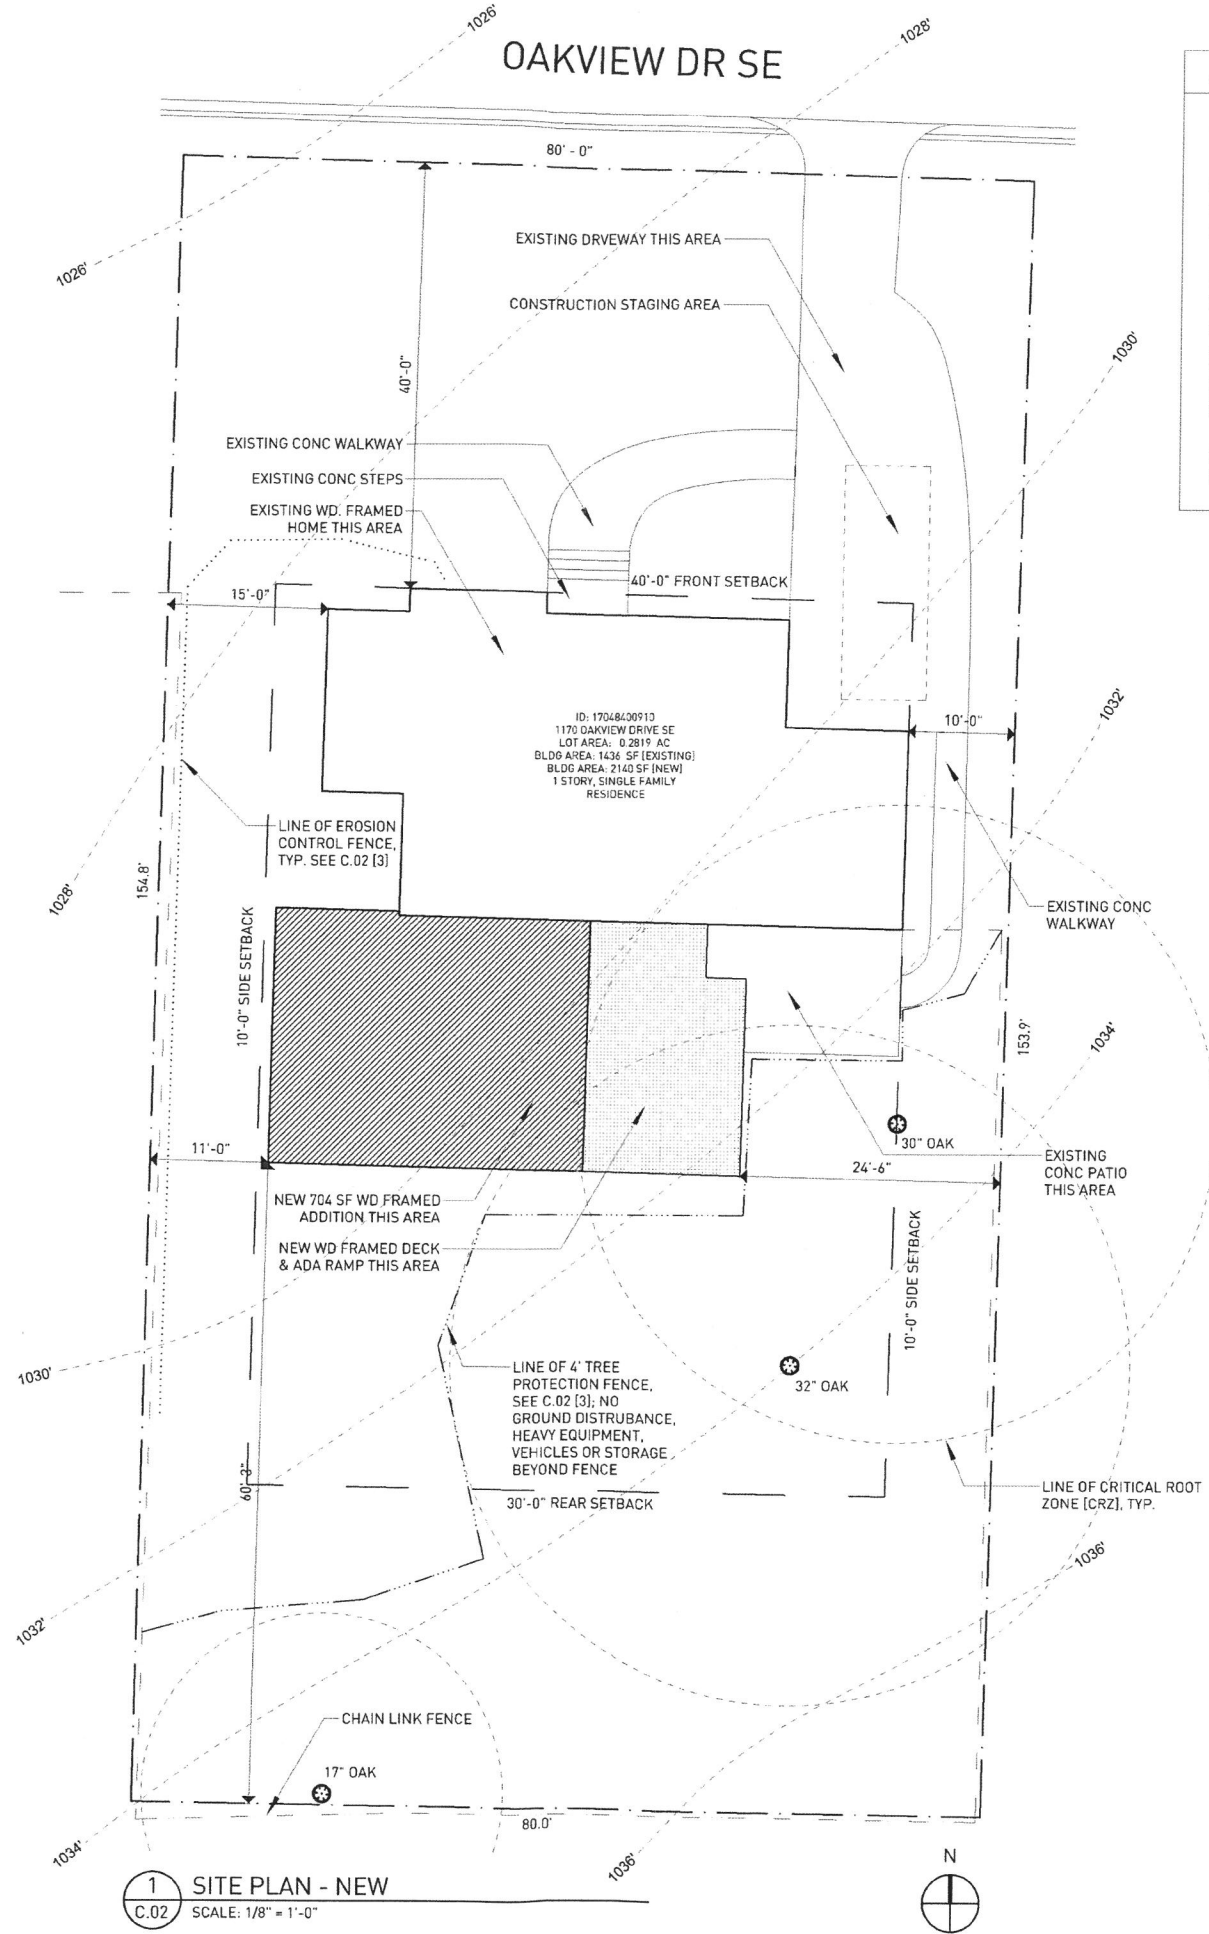 1026'
1028'
OAKVIEW DR SE
80' - 0"
EXISTING DRVEWAY THIS AREA
1026'
CONSTRUCTION STAGING AREA
1030'
40'-0"
EXISTING CONC WALKWAY
EXISTING CONC STEPS
EXISTING WD. FRAMED
HOME THIS AREA
40'-0" FRONT SETBACK
15'-0"
1032'
10'-0"
ID: 17048400910
1170 OAKVIEW DRIVE SE
LOT AREA: 0.2819 AC
BLDG AREA: 1436 SF [EXISTING]
BLDG AREA: 2140 SF [NEW]
1 STORY, SINGLE FAMILY
RESIDENCE
LINE OF EROSION
CONTROL FENCE,
TYP. SEE C.02 [3]
154.8'
1028'
EXISTING CONC
WALKWAY
10'-0" SIDE SETBACK
153.9'
1034'
30" OAK
11'-0"
24'-6"
EXISTING
CONC PATIO
THIS AREA
NEW 704 SF WD FRAMED
ADDITION THIS AREA
NEW WD FRAMED DECK
& ADA RAMP THIS AREA
10'-0" SIDE SETBACK
1030'
LINE OF 4' TREE
PROTECTION FENCE,
SEE C.02 [3]; NO
GROUND DISTRUBANCE,
HEAVY EQUIPMENT,
VEHICLES OR STORAGE
BEYOND FENCE
32" OAK
60'-3"
30'-0" REAR SETBACK
LINE OF CRITICAL ROOT
ZONE [CRZ], TYP.
1036'
1032'
CHAIN LINK FENCE
17" OAK
80.0'
1034'
1036'
N
1
C.02
SITE PLAN - NEW
SCALE: 1/8" = 1'-0"